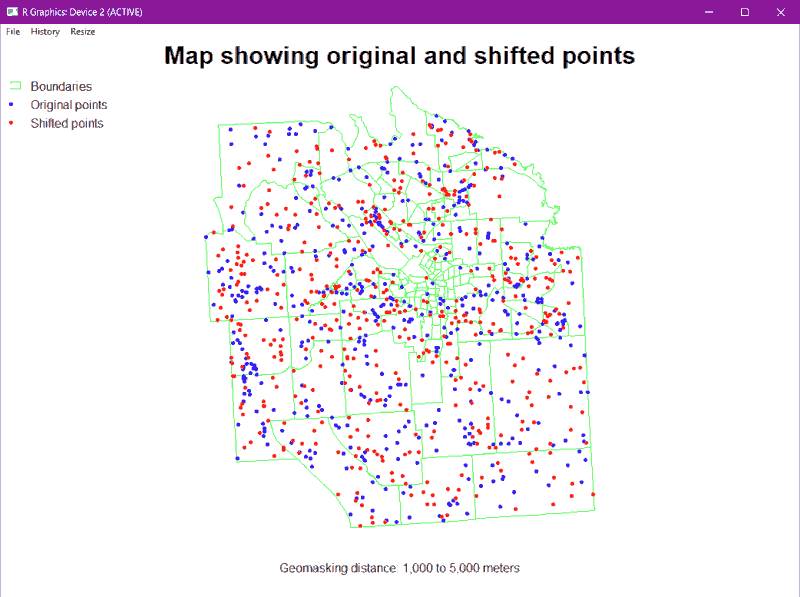 R Graphics: Device 2 (ACTIVE)
File History Resize
Map showing original and shifted points
Boundaries
Original points
Shifted points
Geomasking distance: 1,000 to 5,000 meters